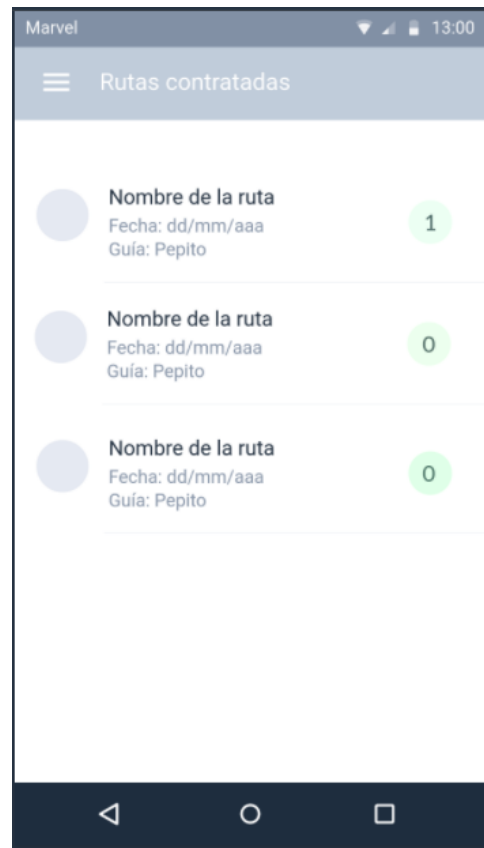 Marvel 13:00
Rutas contratadas
Nombre de la ruta
Fecha: dd/mm/aaa
Guía: Pepito
1
Nombre de la ruta
Fecha: dd/mm/aaa
Guía: Pepito
0
Nombre de la ruta
Fecha: dd/mm/aaa
Guía: Pepito
0